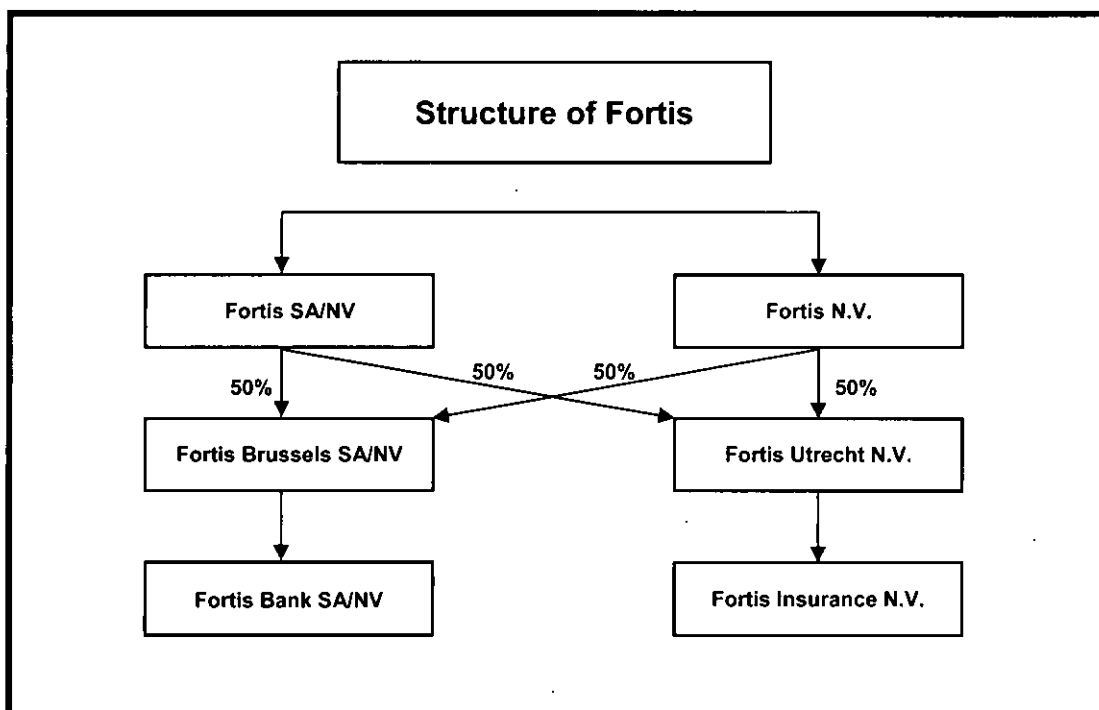 Structure of Fortis
Fortis SA/NV
Fortis N.V.
50%
50%
50%
50%
Fortis Brussels SA/NV
Fortis Utrecht N.V.
Fortis Bank SA/NV
Fortis Insurance N.V.